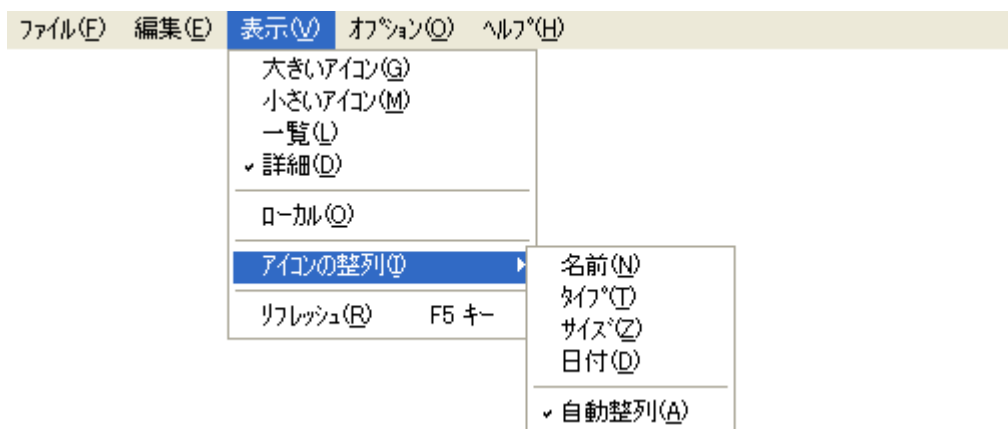 ﾌｧｲﾙ(F) 編集(E) 表示(V) ｵﾌﾟｼｮﾝ(O) ﾍﾙﾌﾟ(H)
大きいｱｲｺﾝ(G)
小さいｱｲｺﾝ(M)
一覧(L)
詳細(D)
ﾛｰｶﾙ(O)
ｱｲｺﾝの整列(I)
ﾘﾌﾚｯｼｭ(R) F5 ｷｰ
名前(N)
ﾀｲﾌﾟ(T)
ｻｲｽﾞ(Z)
日付(D)
自動整列(A)